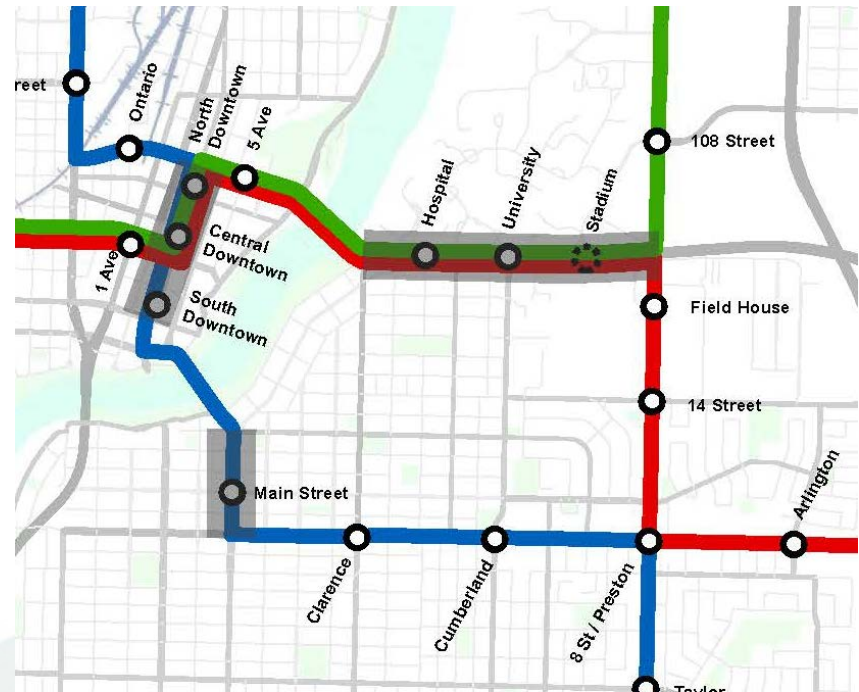 reet
Ontario
North
Downtown
5 Ave
Hospital
University
Stadium
108 Street
1 Ave
Central
Downtown
South
Downtown
Field House
14 Street
Main Street
Clarence
Cumberland
8 St / Preston
Arlington
Taylor